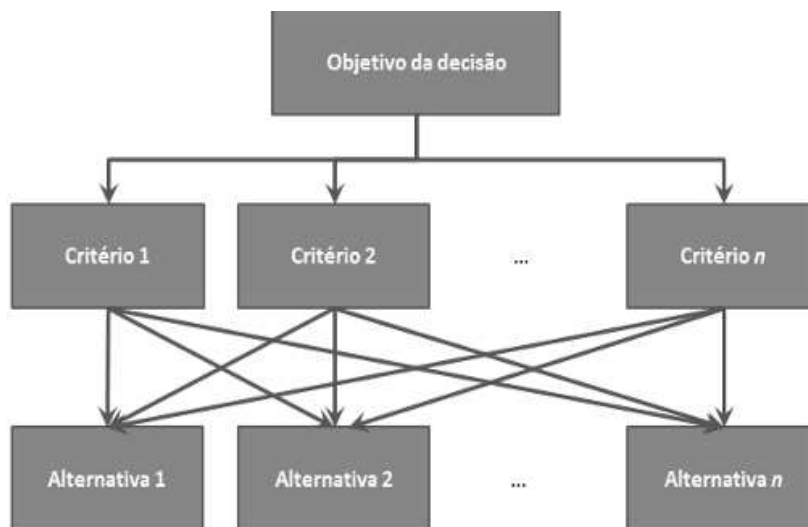 Objetivo da decisão
Critério 1
Critério 2
...
Critério n
Alternativa 1
Alternativa 2
...
Alternativa n